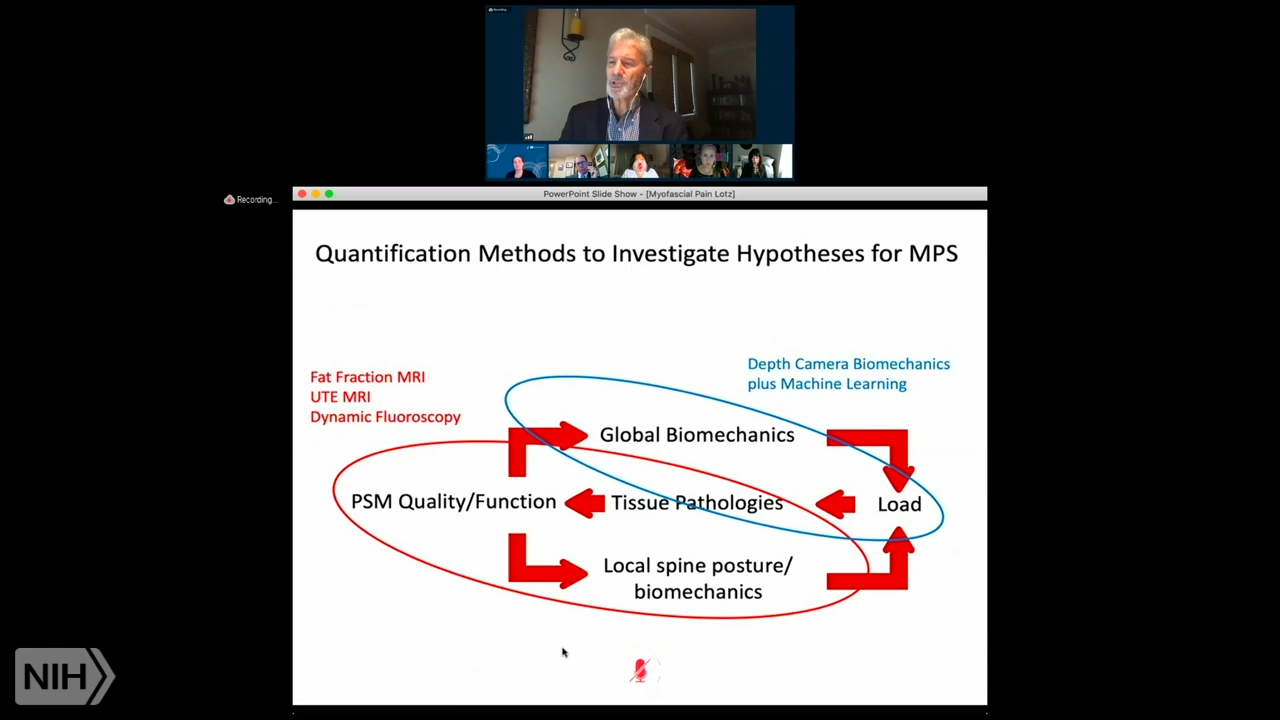 Recording...
Recording...
PowerPoint Slide Show - [Myofascial Pain Lotz]
Quantification Methods to Investigate Hypotheses for MPS
Depth Camera Biomechanics
plus Machine Learning
Fat Fraction MRI
UTE MRI
Dynamic Fluoroscopy
Global Biomechanics
PSM Quality/Function
Tissue Pathologies
Load
Local spine posture/
biomechanics
NIH